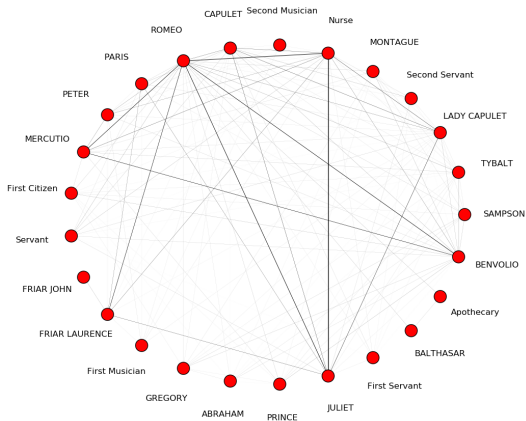 Second Musician
CAPULET
Nurse
ROMEO
MONTAGUE
PARIS
Second Servant
PETER
LADY CAPULET
MERCUTIO
TYBALT
First Citizen
SAMPSON
Servant
BENVOLIO
FRIAR JOHN
Apothecary
FRIAR LAURENCE
BALTHASAR
First Musician
First Servant
GREGORY
JULIET
ABRAHAM
PRINCE